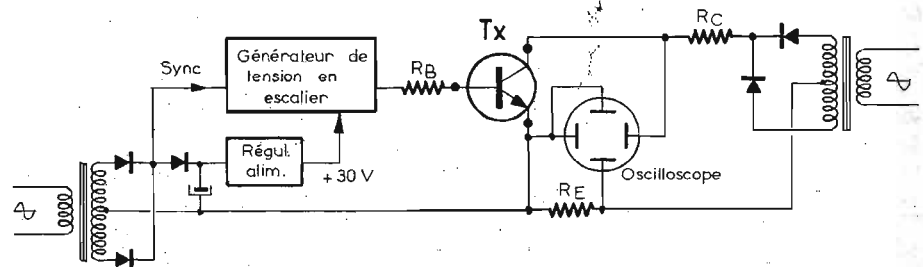 Tx
RC
Sync
Générateur de
tension en
escalier
RB
Régul.
alim.
+30 V
Oscilloscope
RE